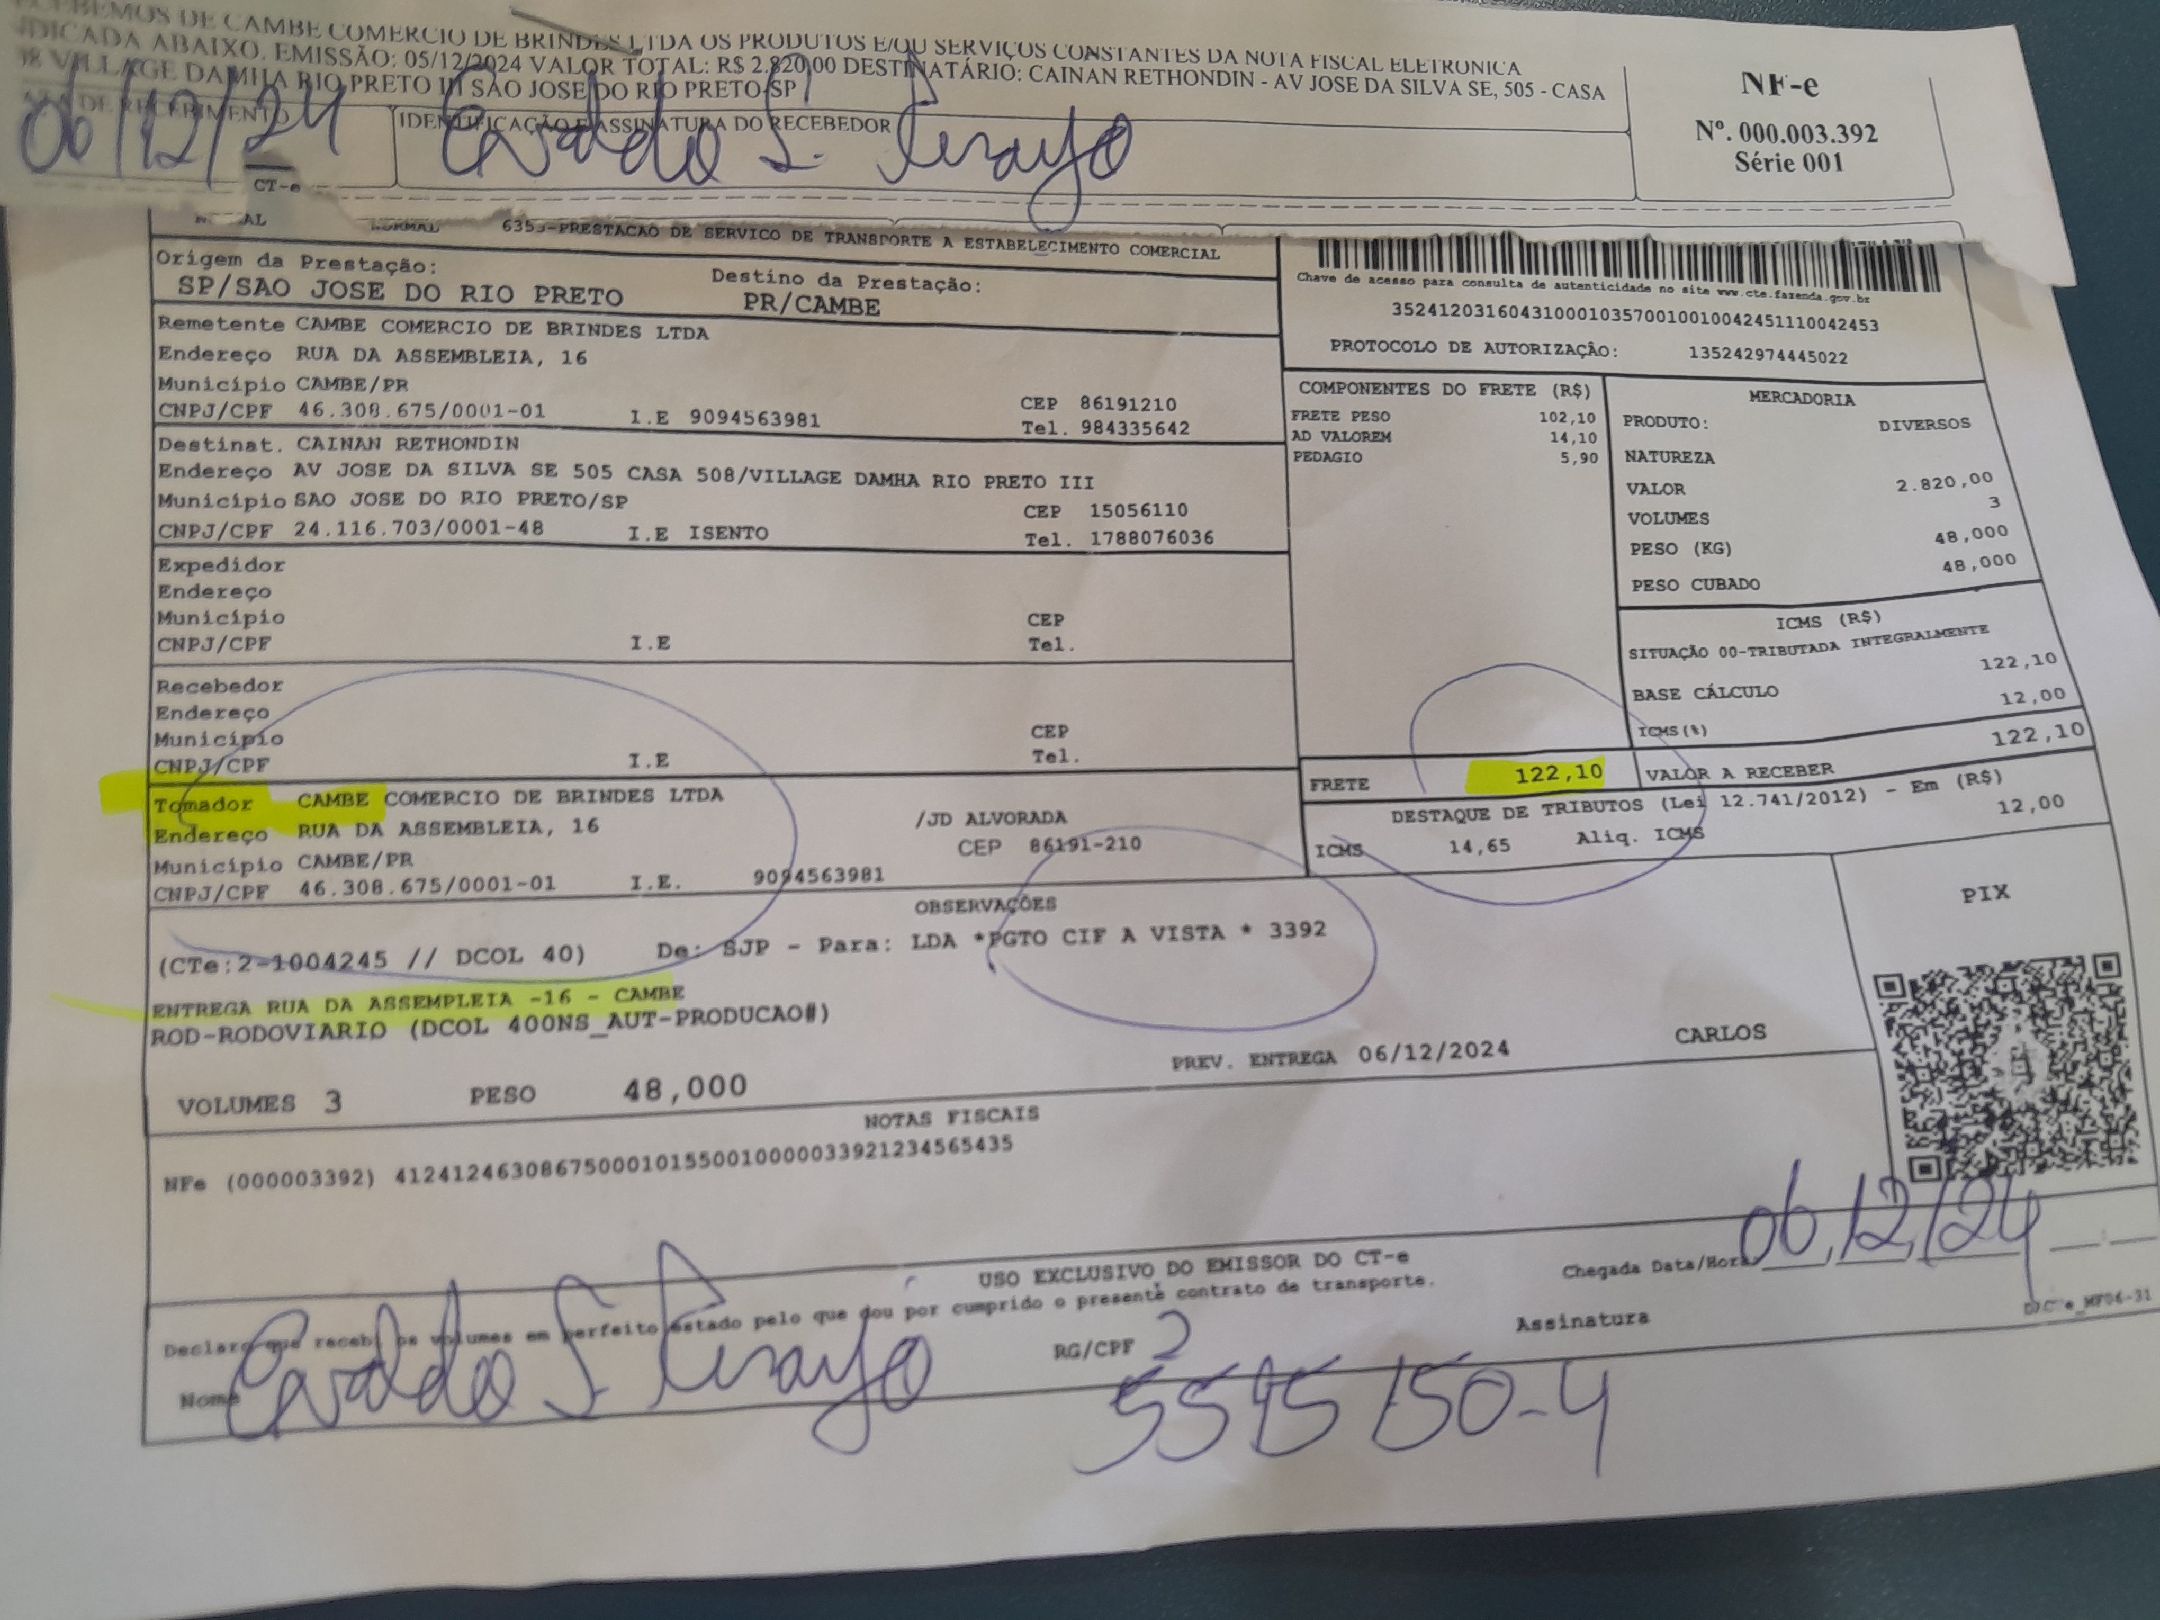 ECEBEMOS DE CAMBE COMERCIO DE BRINDES LTDA OS PRODUTOS E/OU SERVIÇOS CONSTANTES DA NOTA FISCAL ELETRONICA
NDICADA ABAIXO. EMISSÃO: 05/12/2024 VALOR TOTAL: R$ 2.820,00 DESTINATÁRIO: CAINAN RETHONDIN - AV JOSE DA SILVA SE, 505 - CASA
08 VILLAGE DAMHA RIO PRETO III SAO JOSE DO RIO PRETO-SP
DE RECEBIMENTO
06/12/24
IDENTIFICAÇÃO E ASSINATURA DO RECEBEDOR
NF-e
Nº. 000.003.392
Série 001
CT-e
NORMAL 6353-PRESTACAO DE SERVICO DE TRANSPORTE A ESTABELECIMENTO COMERCIAL
Origem da Prestação:
SP/SAO JOSE DO RIO PRETO
Destino da Prestação:
PR/CAMBE
Chave de acesso para consulta de autenticidade no site www.cte.fazenda.gov.br
35241203160431000103570010010042451110042453
PROTOCOLO DE AUTORIZAÇÃO: 135242974445022
Remetente CAMBE COMERCIO DE BRINDES LTDA
Endereço RUA DA ASSEMBLEIA, 16
Município CAMBE/PR
CEP 86191210
CNPJ/CPF 46.308.675/0001-01 I.E 9094563981 Tel. 984335642
Destinat. CAINAN RETHONDIN
Endereço AV JOSE DA SILVA SE 505 CASA 508/VILLAGE DAMHA RIO PRETO III
Município SAO JOSE DO RIO PRETO/SP CEP 15056110
CNPJ/CPF 24.116.703/0001-48 I.E ISENTO Tel. 1788076036
Expedidor
Endereço
Município CEP
CNPJ/CPF I.E Tel.
Recebedor
Endereço
Município CEP
CNPJ/CPF I.E Tel.
Tomador CAMBE COMERCIO DE BRINDES LTDA
Endereço RUA DA ASSEMBLEIA, 16 /JD ALVORADA
Município CAMBE/PR CEP 86191-210
CNPJ/CPF 46.308.675/0001-01 I.E. 9094563981
COMPONENTES DO FRETE (R$)
FRETE PESO 102,10
AD VALOREM 14,10
PEDAGIO 5,90
MERCADORIA
PRODUTO: DIVERSOS
NATUREZA
VALOR 2.820,00
VOLUMES 3
PESO (KG) 48,000
PESO CUBADO 48,000
ICMS (R$)
SITUAÇÃO 00-TRIBUTADA INTEGRALMENTE
BASE CÁLCULO 122,10
ICMS(%) 12,00
FRETE 122,10
VALOR A RECEBER 122,10
DESTAQUE DE TRIBUTOS (Lei 12.741/2012) - Em (R$)
ICMS 14,65 Aliq. ICMS 12,00
OBSERVAÇÕES
(CTe:2-1004245 // DCOL 40) De: SJP - Para: LDA *PGTO CIF A VISTA * 3392
ENTREGA RUA DA ASSEMPLEIA -16 - CAMBE
ROD-RODOVIARIO (DCOL 400NS_AUT-PRODUCAO#)
PREV. ENTREGA 06/12/2024 CARLOS
VOLUMES 3 PESO 48,000
PIX
NOTAS FISCAIS
NFe (000003392) 41241246308675000101550010000033921234565435
USO EXCLUSIVO DO EMISSOR DO CT-e
Declaro que recebi os volumes em perfeito estado pelo que dou por cumprido o presente contrato de transporte.
Chegada Data/Hora 06/12/24
Nome
RG/CPF
Assinatura